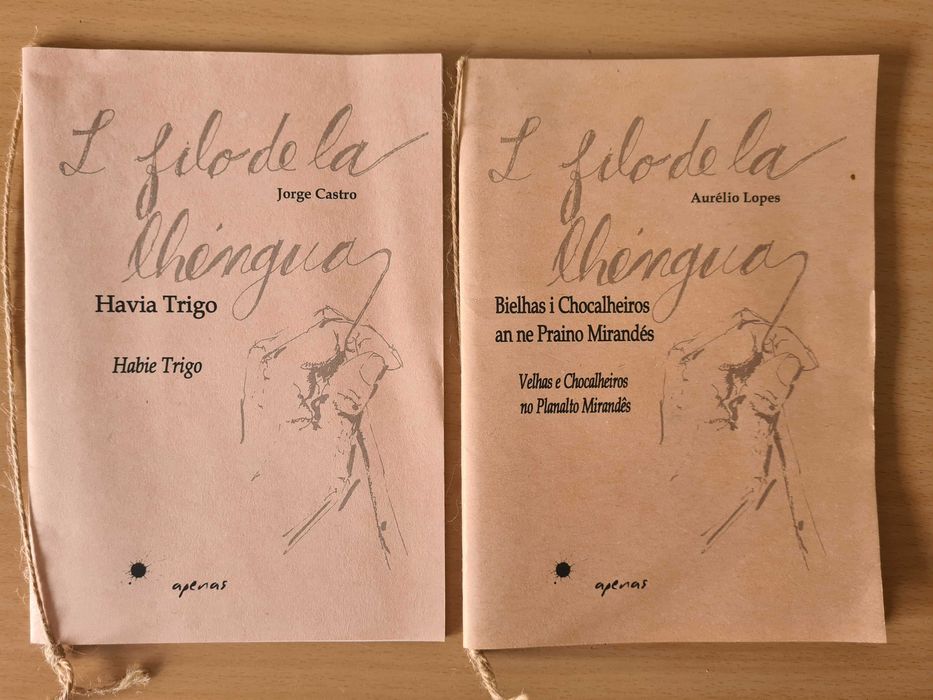 L filo de la
Jorge Castro
lhéngua
Havia Trigo
Habie Trigo
apenas
L filo de la
Aurélio Lopes
lhéngua
Bielhas i Chocalheiros
an ne Praino Mirandés
Velhas e Chocalheiros
no Planalto Mirandês
apenas